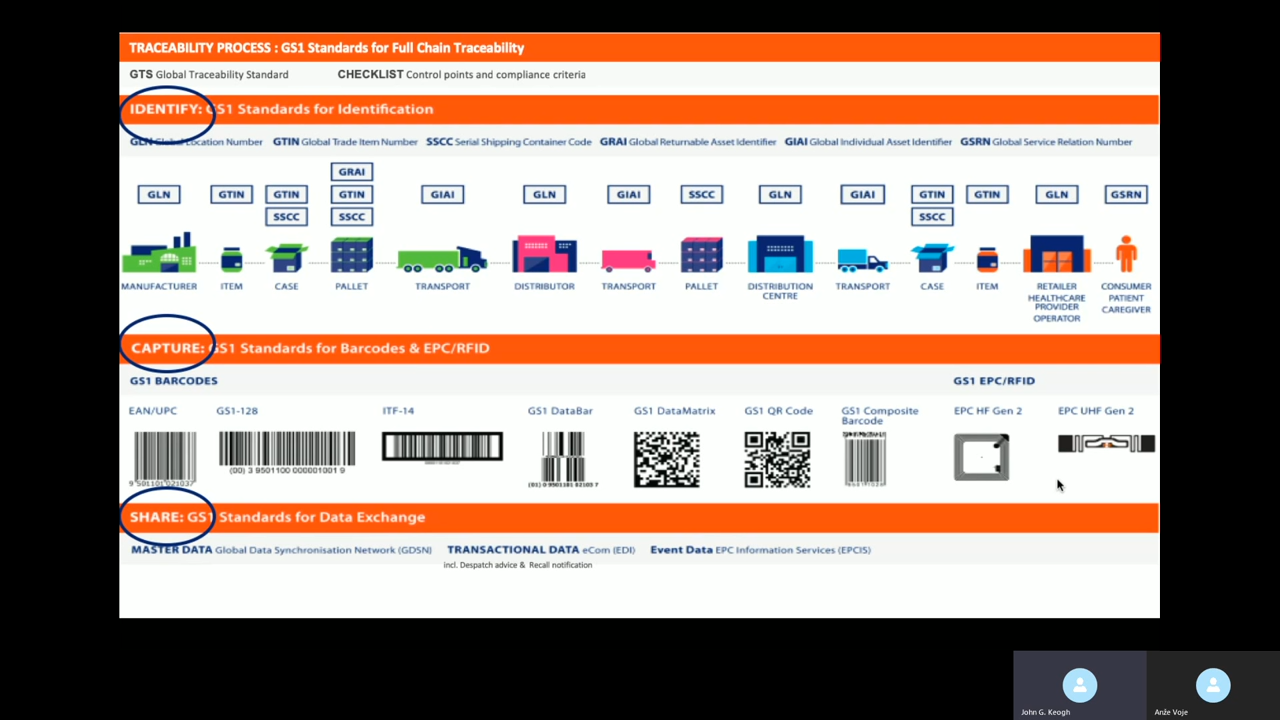 TRACEABILITY PROCESS : GS1 Standards for Full Chain Traceability
GTS Global Traceability Standard CHECKLIST Control points and compliance criteria
IDENTIFY: GS1 Standards for Identification
GLN Global Location Number GTIN Global Trade Item Number SSCC Serial Shipping Container Code GRAI Global Returnable Asset Identifier GIAI Global Individual Asset Identifier GSRN Global Service Relation Number
GRAI
GLN GTIN GTIN GTIN GIAI GLN GIAI SSCC GLN GIAI GTIN GTIN GLN GSRN
SSCC SSCC SSCC
MANUFACTURER ITEM CASE PALLET TRANSPORT DISTRIBUTOR TRANSPORT PALLET DISTRIBUTION CENTRE TRANSPORT CASE ITEM RETAILER HEALTHCARE PROVIDER OPERATOR CONSUMER PATIENT CAREGIVER
CAPTURE: GS1 Standards for Barcodes & EPC/RFID
GS1 BARCODES GS1 EPC/RFID
EAN/UPC GS1-128 ITF-14 GS1 DataBar GS1 DataMatrix GS1 QR Code GS1 Composite Barcode EPC HF Gen 2 EPC UHF Gen 2
(00) 3 9501100 000001001 9
9 501101 021037
SHARE: GS1 Standards for Data Exchange
MASTER DATA Global Data Synchronisation Network (GDSN) TRANSACTIONAL DATA eCom (EDI) Event Data EPC Information Services (EPCIS)
incl. Despatch advice & Recall notification
John G. Keogh
Anže Voje